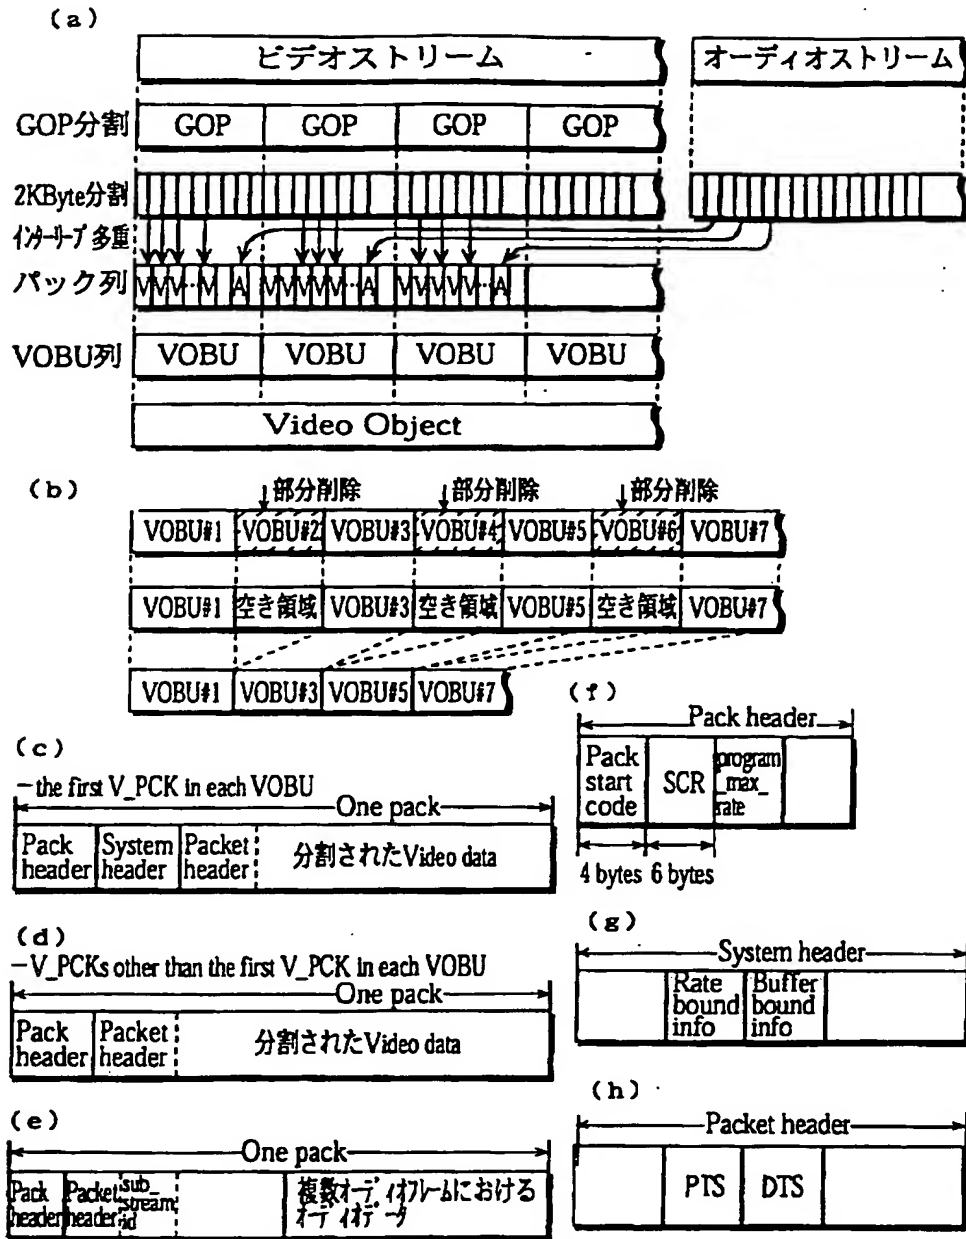 (a)
ビデオストリーム オーディオストリーム
GOP分割 GOP GOP GOP GOP
2KByte分割
インターリーブ多重
パック列 V V V … V A V V V V V … A V V V V V … A
VOBU列 VOBU VOBU VOBU VOBU
Video Object
(b)
↓部分削除 ↓部分削除 ↓部分削除
VOBU#1 VOBU#2 VOBU#3 VOBU#4 VOBU#5 VOBU#6 VOBU#7
VOBU#1 空き領域 VOBU#3 空き領域 VOBU#5 空き領域 VOBU#7
VOBU#1 VOBU#3 VOBU#5 VOBU#7
(c)
－the first V_PCK in each VOBU
One pack
Pack header System header Packet header 分割されたVideo data
(d)
－V_PCKs other than the first V_PCK in each VOBU
One pack
Pack header Packet header 分割されたVideo data
(e)
One pack
Pack header Packet header sub_stream_id 複数オーディオフレームにおけるオーディオデータ
(f)
Pack header
Pack start code SCR program_max_rate
4 bytes 6 bytes
(g)
System header
Rate bound info Buffer bound info
(h)
Packet header
PTS DTS